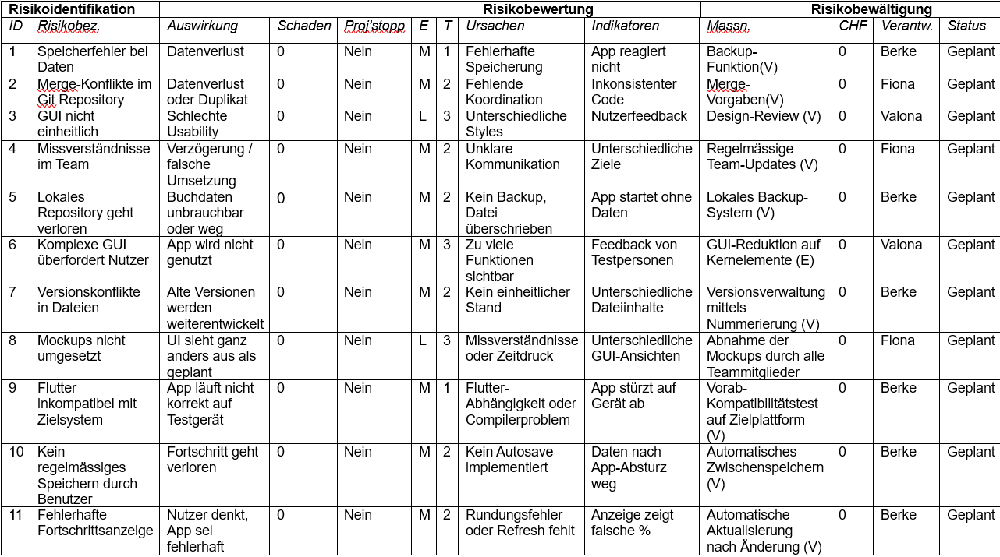 Risikoidentifikation Risikobewertung Risikobewältigung
ID Risikobez. Auswirkung Schaden Proj'stopp E T Ursachen Indikatoren Massn. CHF Verantw. Status
1 Speicherfehler bei Datenverlust 0 Nein M 1 Fehlerhafte App reagiert Backup- 0 Berke Geplant
Daten Speicherung nicht Funktion(V)
2 Merge-Konflikte im Datenverlust 0 Nein M 2 Fehlende Inkonsistenter Merge- 0 Fiona Geplant
Git Repository oder Duplikat Koordination Code Vorgaben(V)
3 GUI nicht Schlechte 0 Nein L 3 Unterschiedliche Nutzerfeedback Design-Review (V) 0 Valona Geplant
einheitlich Usability Styles
4 Missverständnisse Verzögerung / 0 Nein M 2 Unklare Unterschiedliche Regelmässige 0 Fiona Geplant
im Team falsche Kommunikation Ziele Team-Updates (V)
Umsetzung
5 Lokales Buchdaten 0 Nein M 2 Kein Backup, App startet ohne Lokales Backup- 0 Berke Geplant
Repository geht unbrauchbar Datei Daten System (V)
verloren oder weg überschrieben
6 Komplexe GUI App wird nicht 0 Nein M 3 Zu viele Feedback von GUI-Reduktion auf 0 Valona Geplant
überfordert Nutzer genutzt Funktionen Testpersonen Kernelemente (E)
sichtbar
7 Versionskonflikte Alte Versionen 0 Nein M 2 Kein einheitlicher Unterschiedliche Versionsverwaltung 0 Berke Geplant
in Dateien werden Stand Dateiinhalte mittels
weiterentwickelt Nummerierung (V)
8 Mockups nicht UI sieht ganz 0 Nein L 3 Missverständnisse Unterschiedliche Abnahme der 0 Fiona Geplant
umgesetzt anders aus als oder Zeitdruck GUI-Ansichten Mockups durch alle
geplant Teammitglieder
9 Flutter App läuft nicht 0 Nein M 1 Flutter- App stürzt auf Vorab- 0 Berke Geplant
inkompatibel mit korrekt auf Abhängigkeit oder Gerät ab Kompatibilitätstest
Zielsystem Testgerät Compilerproblem auf Zielplattform
(V)
10 Kein Fortschritt geht 0 Nein M 2 Kein Autosave Daten nach Automatisches 0 Berke Geplant
regelmässiges verloren implementiert App-Absturz Zwischenspeichern
Speichern durch weg (V)
Benutzer
11 Fehlerhafte Nutzer denkt, 0 Nein M 2 Rundungsfehler Anzeige zeigt Automatische 0 Berke Geplant
Fortschrittsanzeige App sei oder Refresh fehlt falsche % Aktualisierung
fehlerhaft nach Änderung (V)